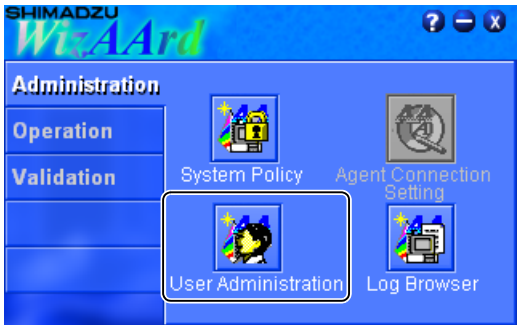 SHIMADZU
WizAArd
Administration
Operation
Validation
System Policy
Agent Connection
Setting
User Administration
Log Browser